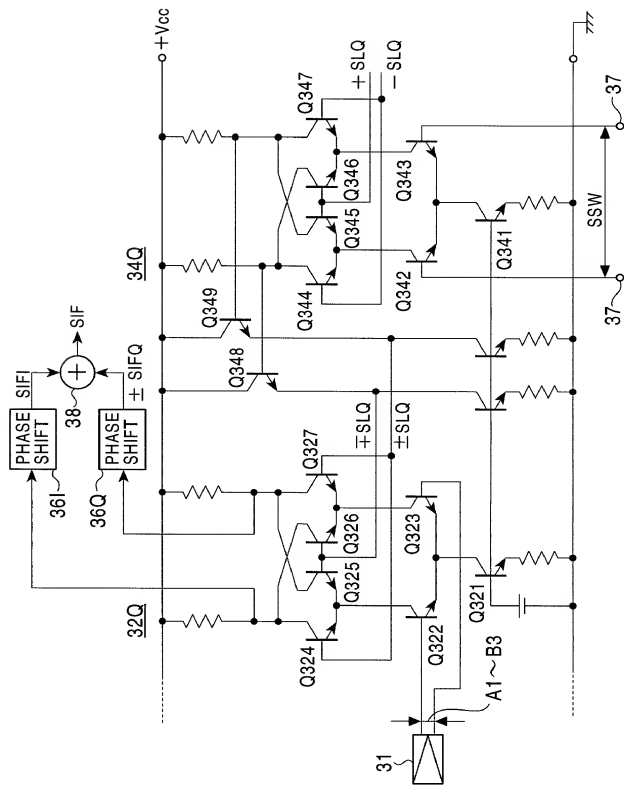 SIFI
SIF
38
± SIFQ
PHASE
SHIFT
36I
PHASE
SHIFT
36Q
+Vcc
32Q
34Q
Q349
Q348
Q347
Q346
Q345
Q344
+ SLQ
− SLQ
Q343
Q342
Q341
Q327
Q326
Q325
Q324
∓ SLQ
± SLQ
Q323
Q322
Q321
31
A1~B3
SSW
37
37